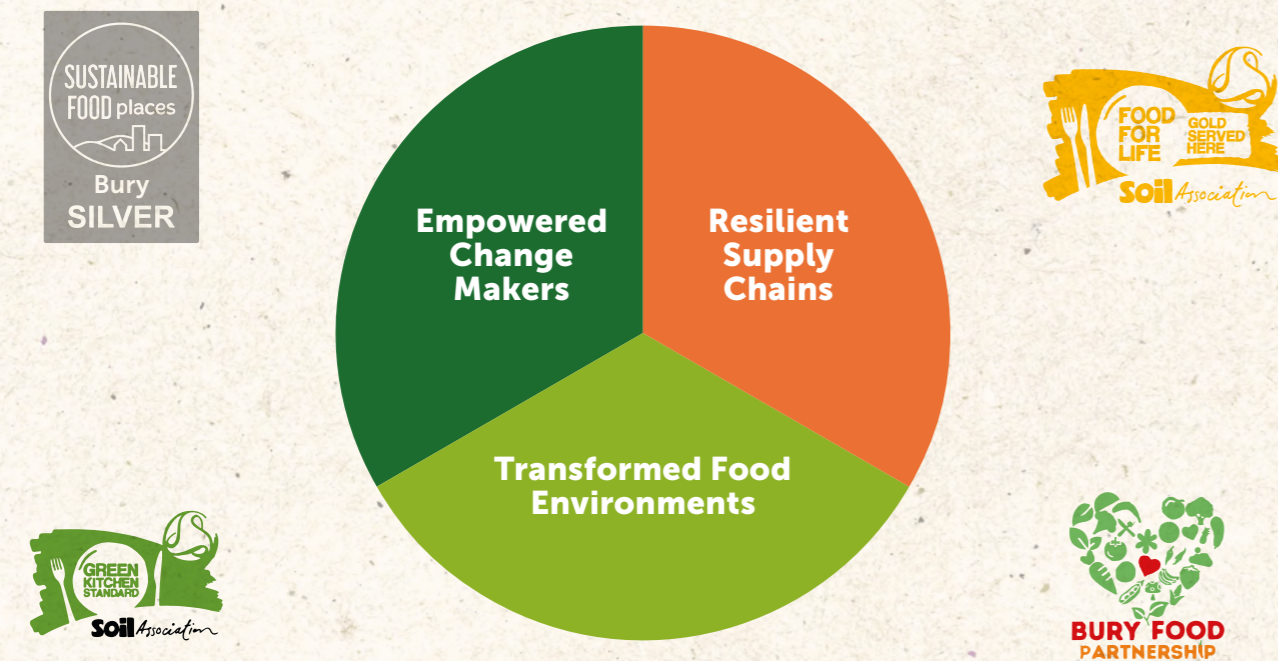 SUSTAINABLE
FOOD places
Bury
SILVER
FOOD
FOR
LIFE
GOLD
SERVED
HERE
Soil Association
Empowered
Change
Makers
Resilient
Supply
Chains
Transformed Food
Environments
GREEN
KITCHEN
STANDARD
Soil Association
BURY FOOD
PARTNERSHIP